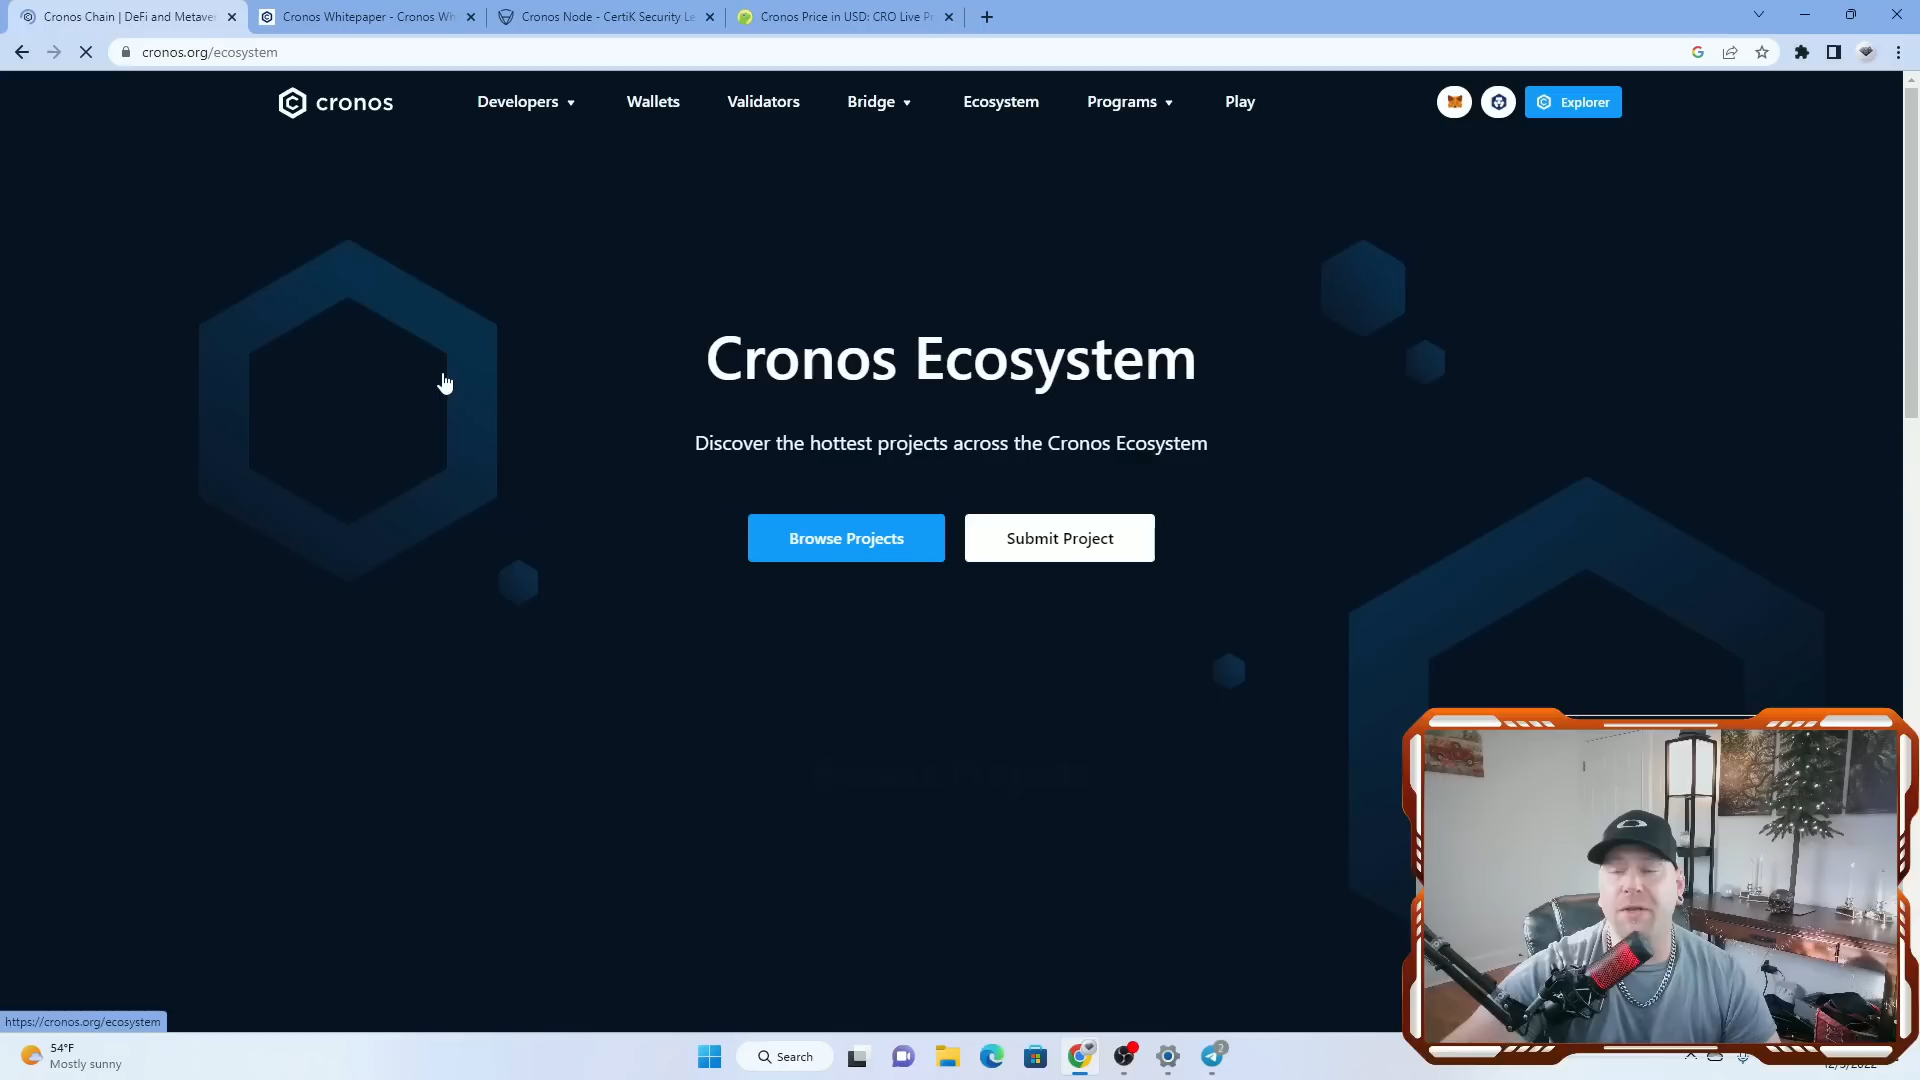 Cronos Chain | DeFi and Metaver
Cronos Whitepaper - Cronos Wh
Cronos Node - CertiK Security Le
Cronos Price in USD: CRO Live Pr
cronos.org/ecosystem
cronos
Developers
Wallets
Validators
Bridge
Ecosystem
Programs
Play
Explorer
Cronos Ecosystem
Discover the hottest projects across the Cronos Ecosystem
Browse Projects
Submit Project
https://cronos.org/ecosystem
54°F
Mostly sunny
Search
2